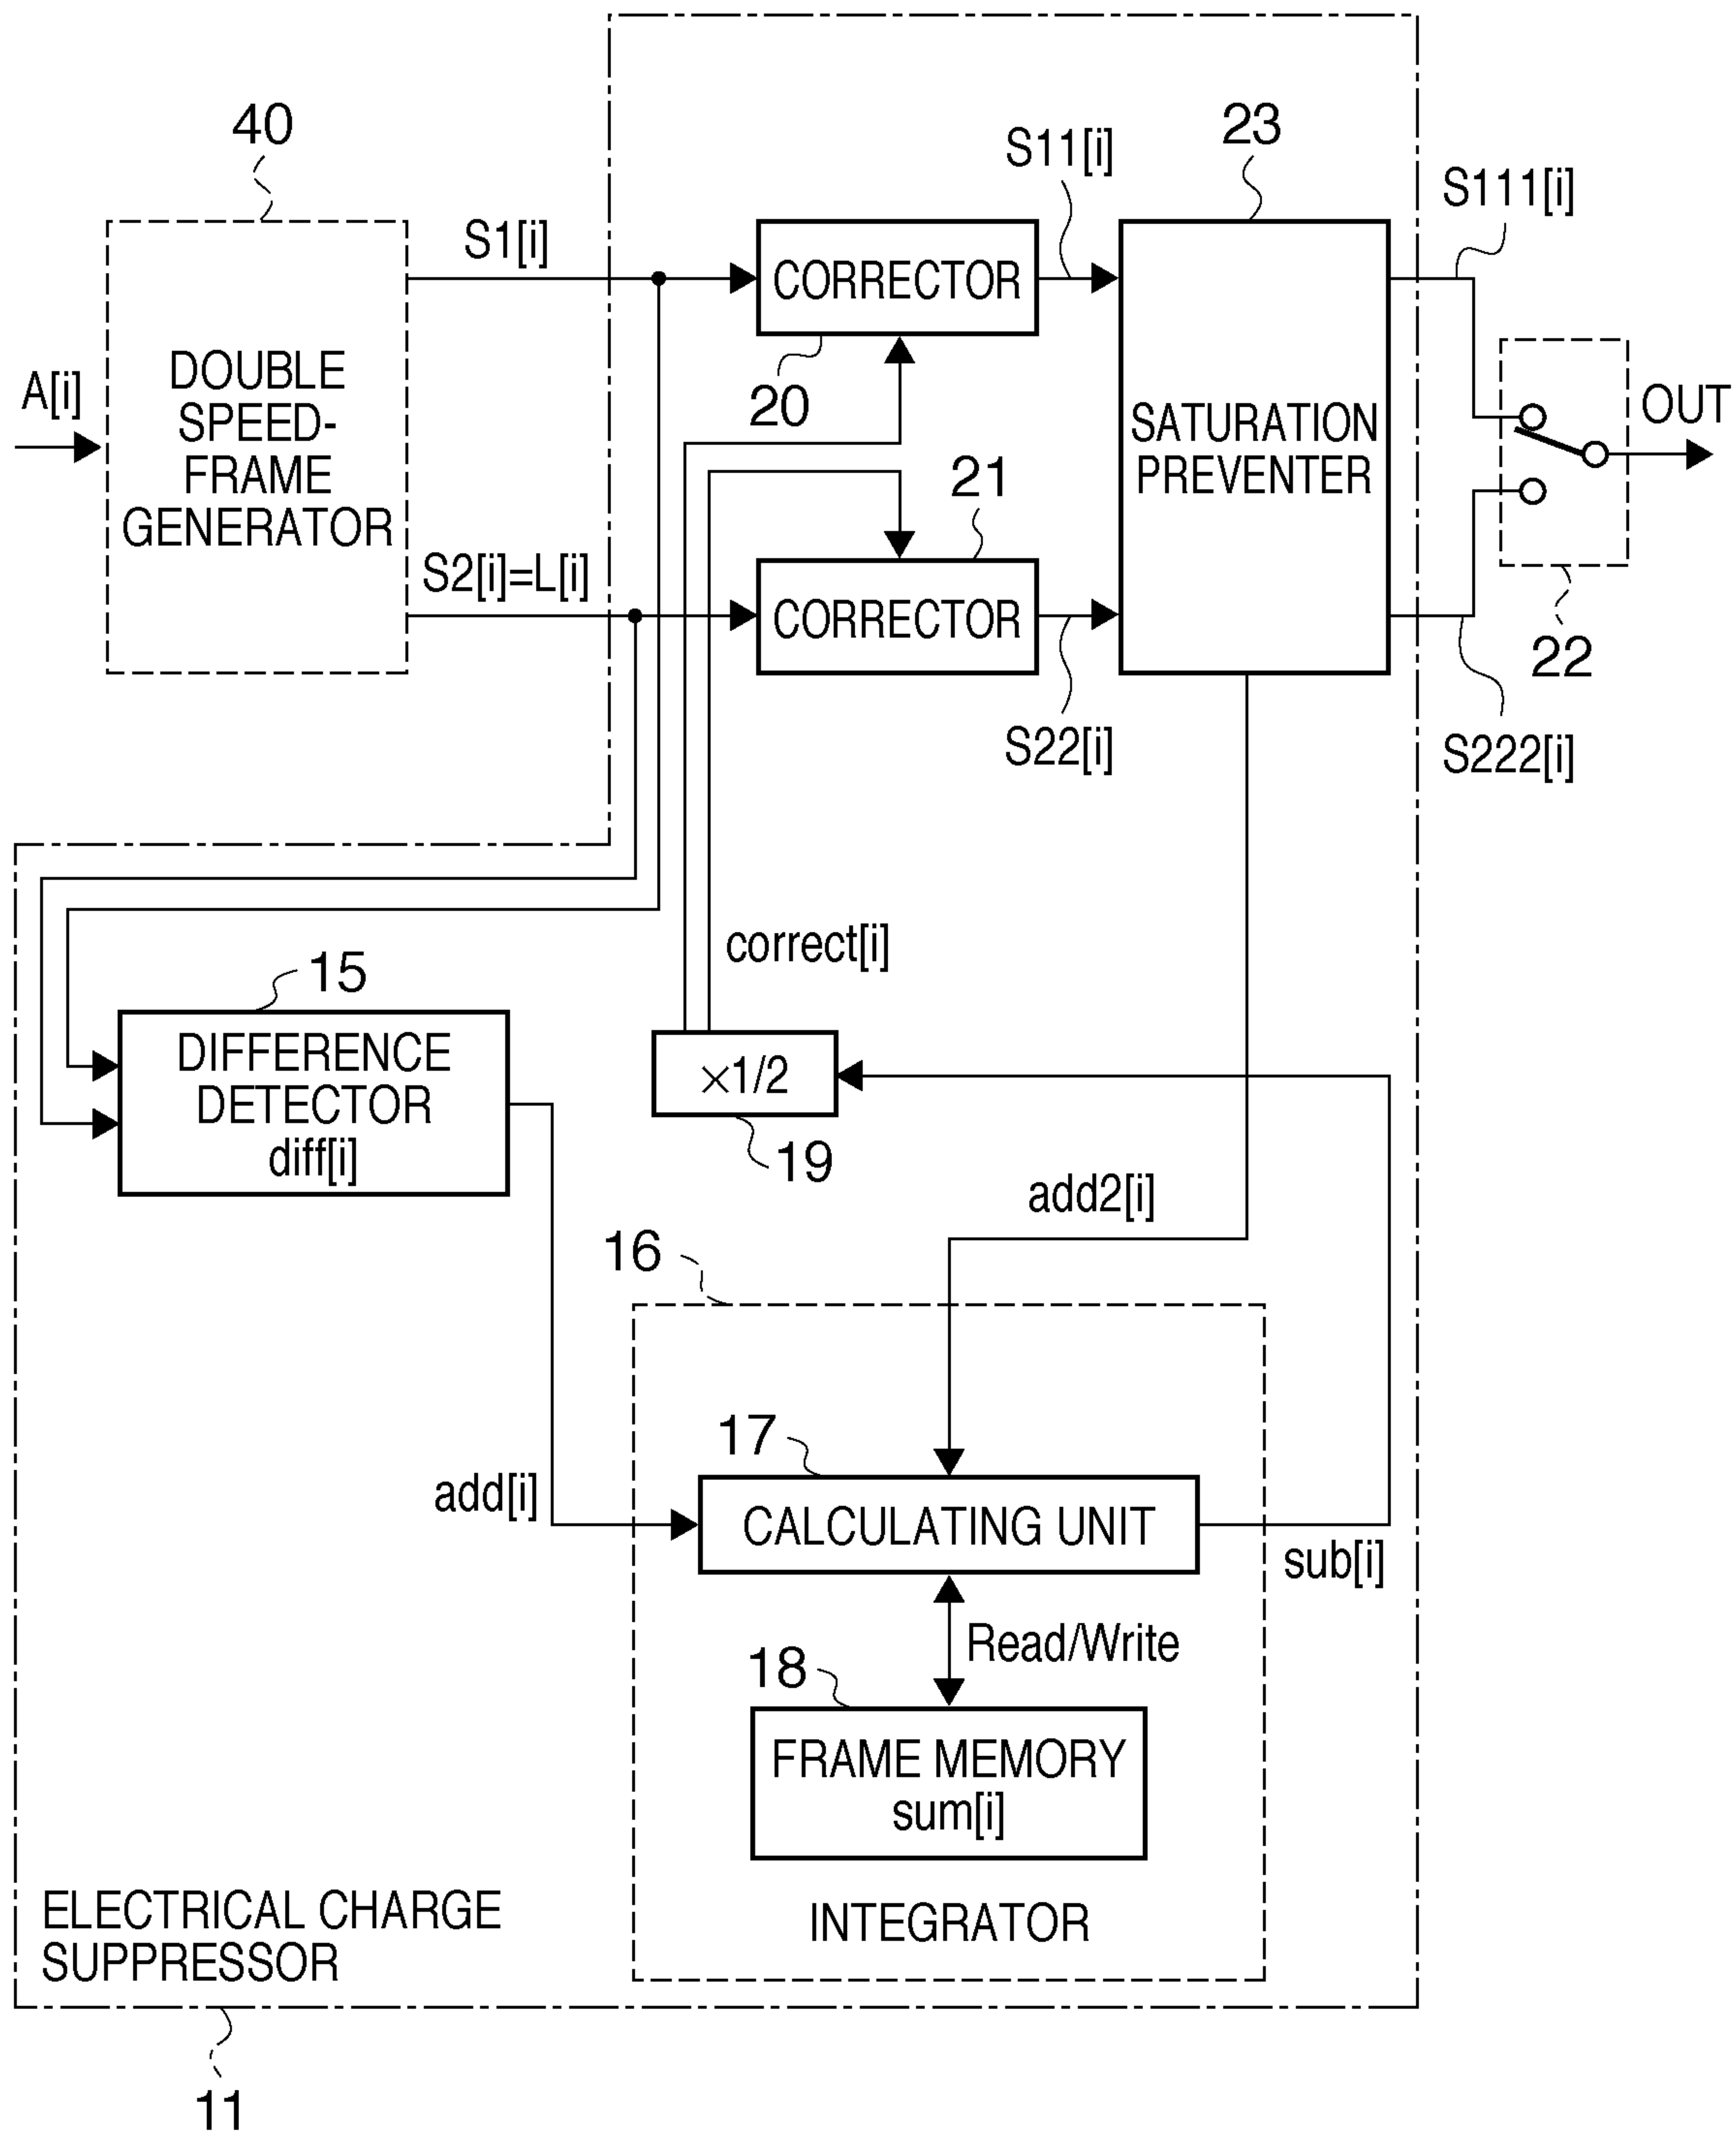 40
A[i]
DOUBLE
SPEED-
FRAME
GENERATOR
S1[i]
S2[i]=L[i]
CORRECTOR
20
S11[i]
21
CORRECTOR
S22[i]
23
SATURATION
PREVENTER
S111[i]
OUT
22
S222[i]
15
DIFFERENCE
DETECTOR
diff[i]
correct[i]
×1/2
19
add2[i]
16
17
add[i]
CALCULATING UNIT
sub[i]
Read/Write
18
FRAME MEMORY
sum[i]
INTEGRATOR
ELECTRICAL CHARGE
SUPPRESSOR
11